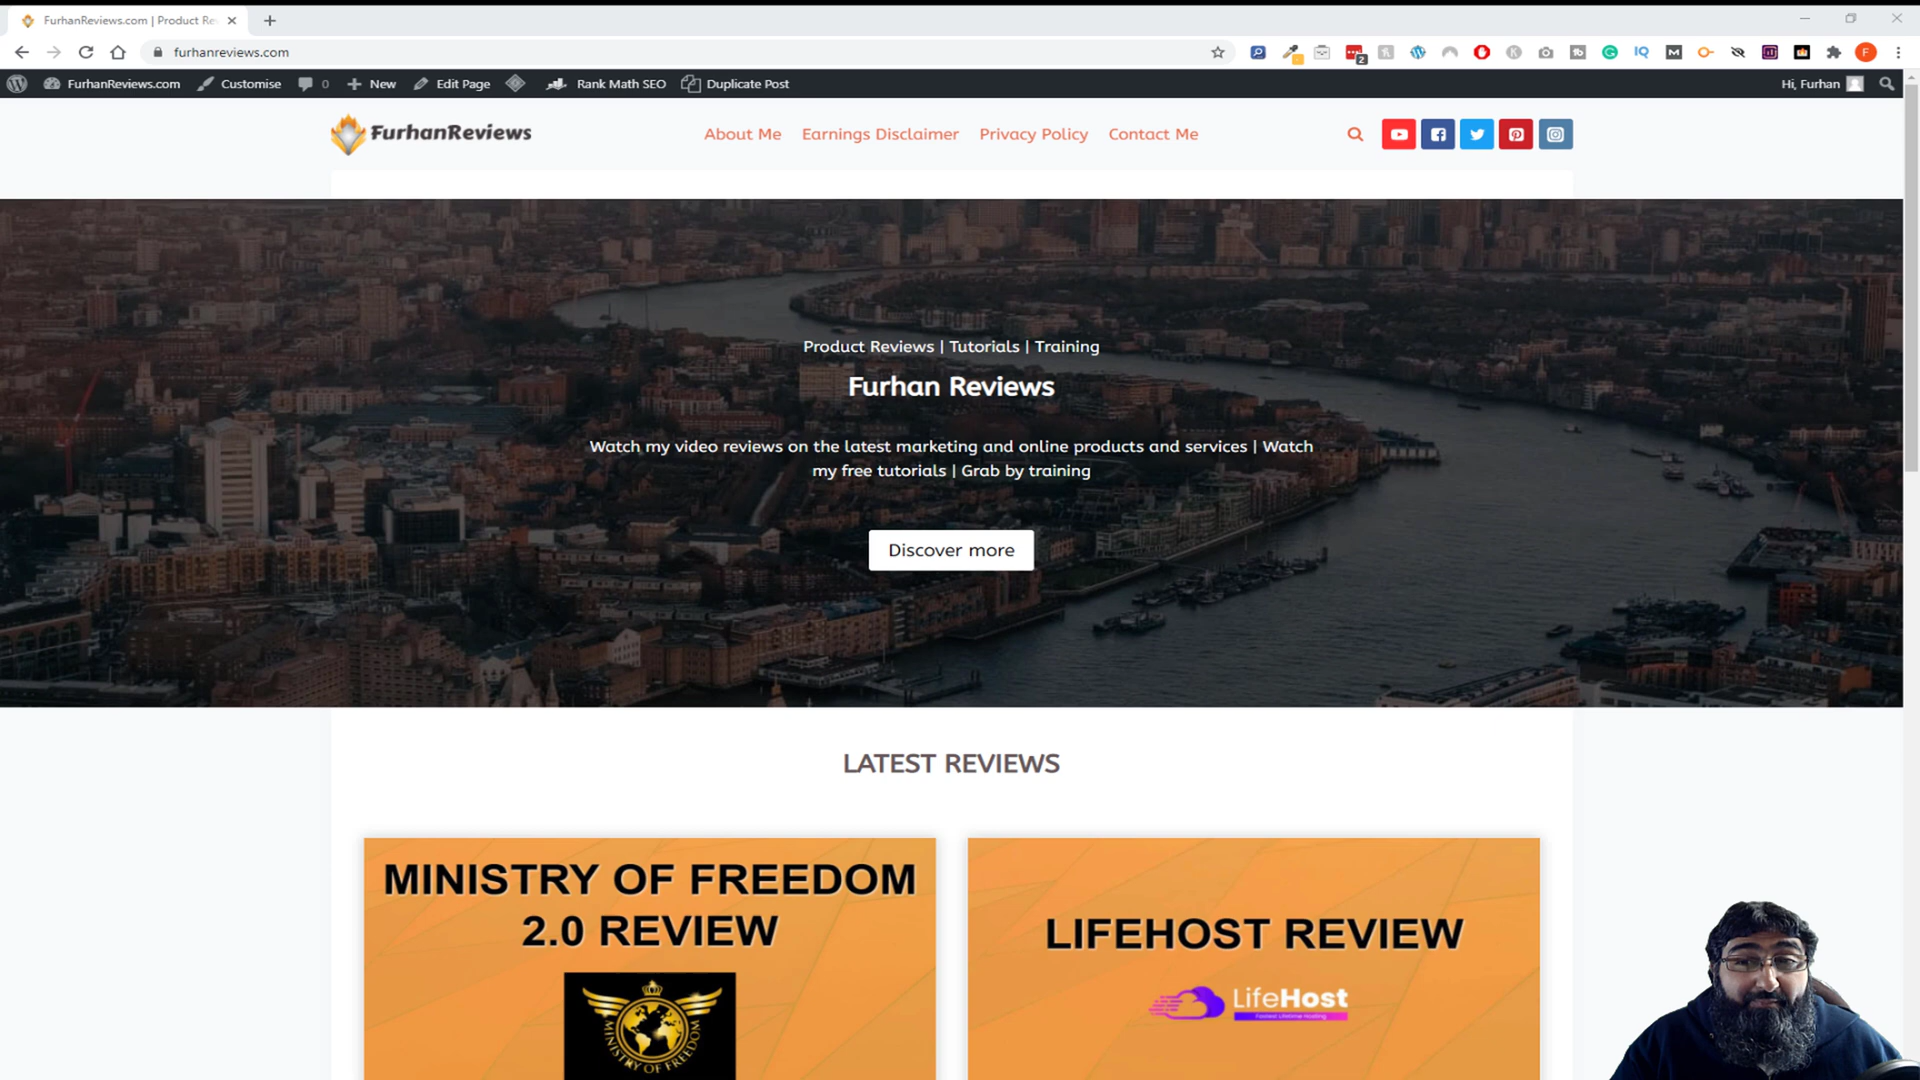 FurhanReviews.com | Product Re
furhanreviews.com
FurhanReviews.com
Customise
0
New
Edit Page
Rank Math SEO
Duplicate Post
Hi, Furhan
FurhanReviews
About Me
Earnings Disclaimer
Privacy Policy
Contact Me
Product Reviews | Tutorials | Training
Furhan Reviews
Watch my video reviews on the latest marketing and online products and services | Watch
my free tutorials | Grab by training
Discover more
LATEST REVIEWS
MINISTRY OF FREEDOM
2.0 REVIEW
MINISTRY OF FREEDOM
LIFEHOST REVIEW
LifeHost
Fastest Lifetime Hosting